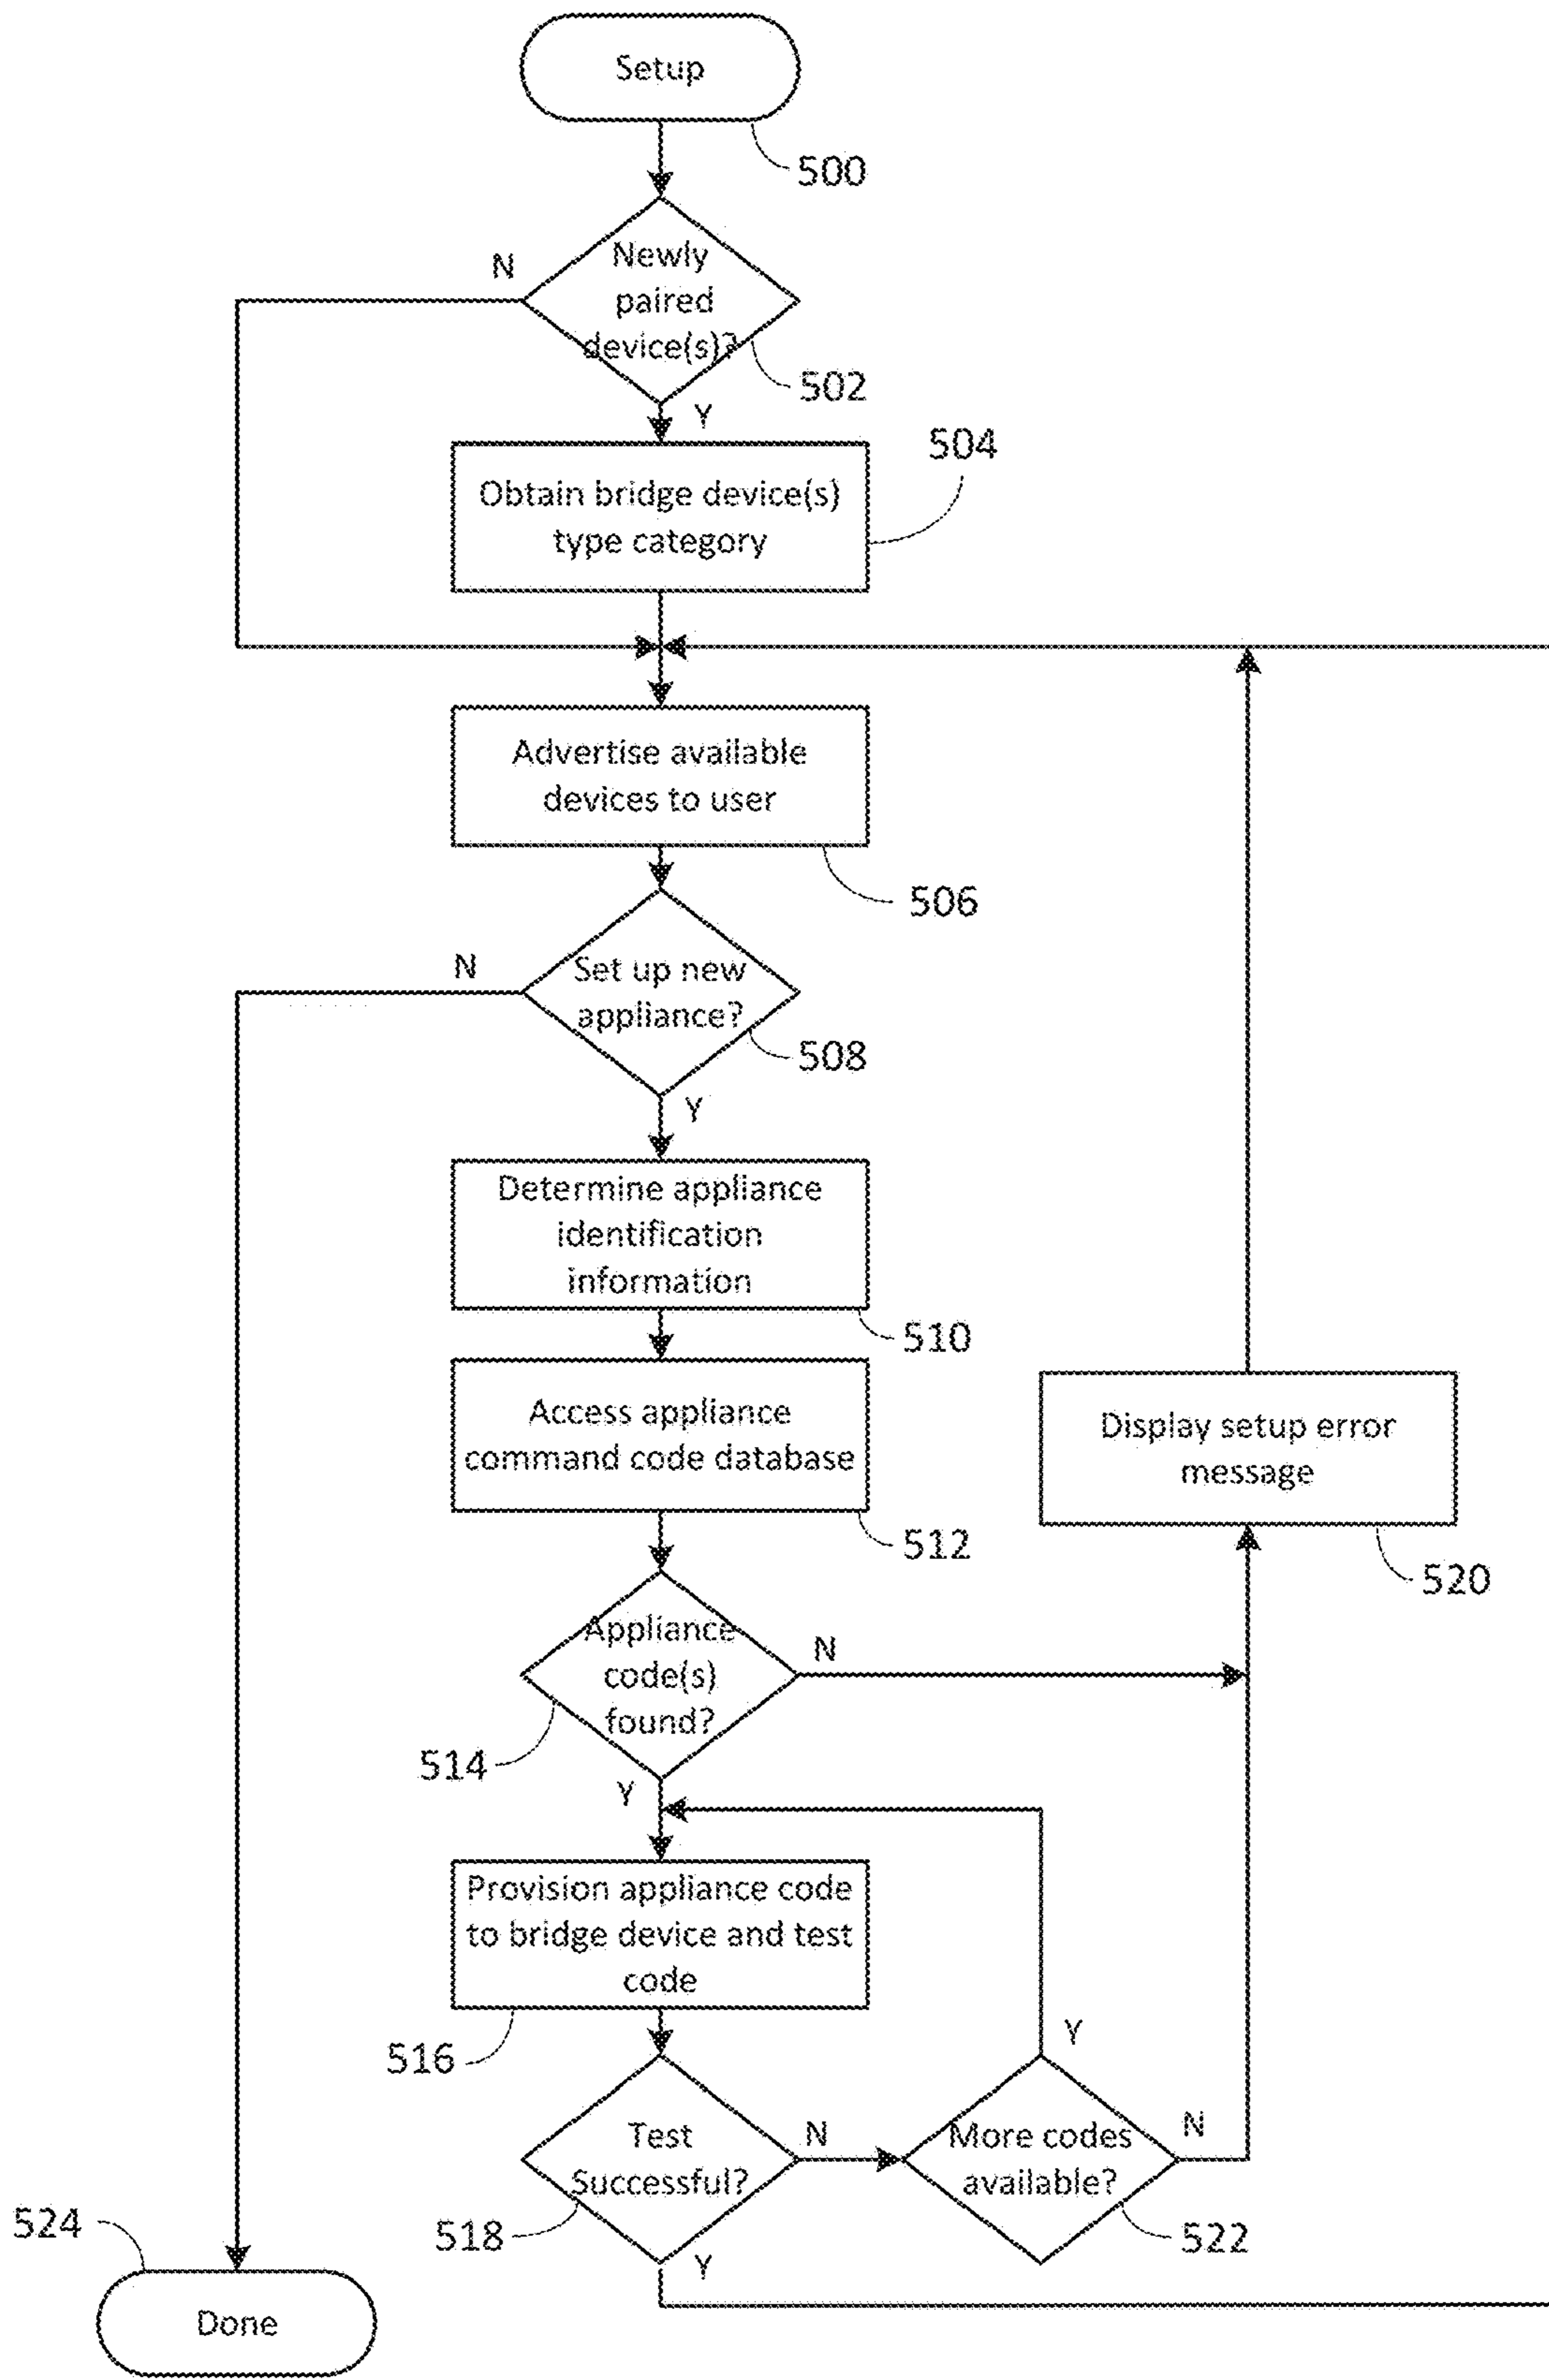 Setup
500
Newly
paired
device(s)?
N
502
Y
504
Obtain bridge device(s)
type category
Advertise available
devices to user
506
N
Set up new
appliance?
508
Y
Determine appliance
identification
information
510
Access appliance
command code database
512
Display setup error
message
520
Appliance
code(s)
found?
N
514
Y
Provision appliance code
to bridge device and test
code
516
Y
Test
Successful?
N
More codes
available?
N
518
522
Y
524
Done